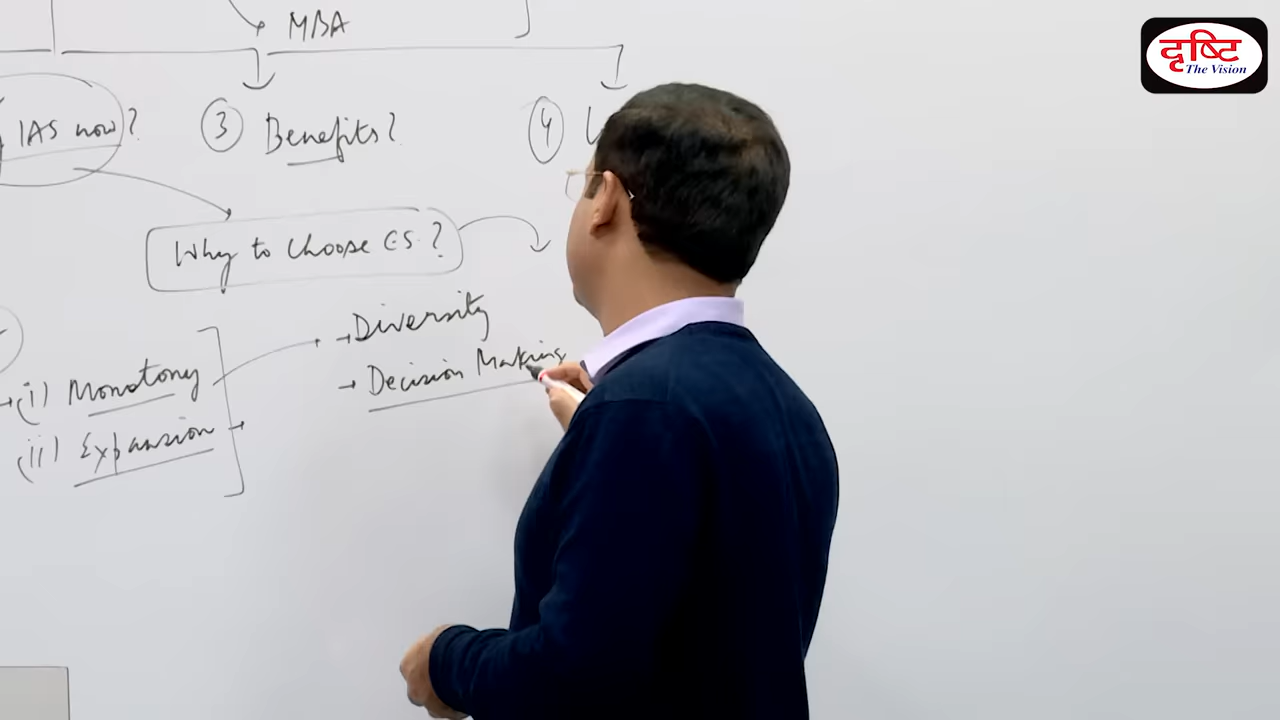 दृष्टि
The Vision
MBA
IAS now?
3 Benefits?
4
Why to choose CS.?
→ Diversity
→ Decision Making
(i) Monotony
(ii) Expansion